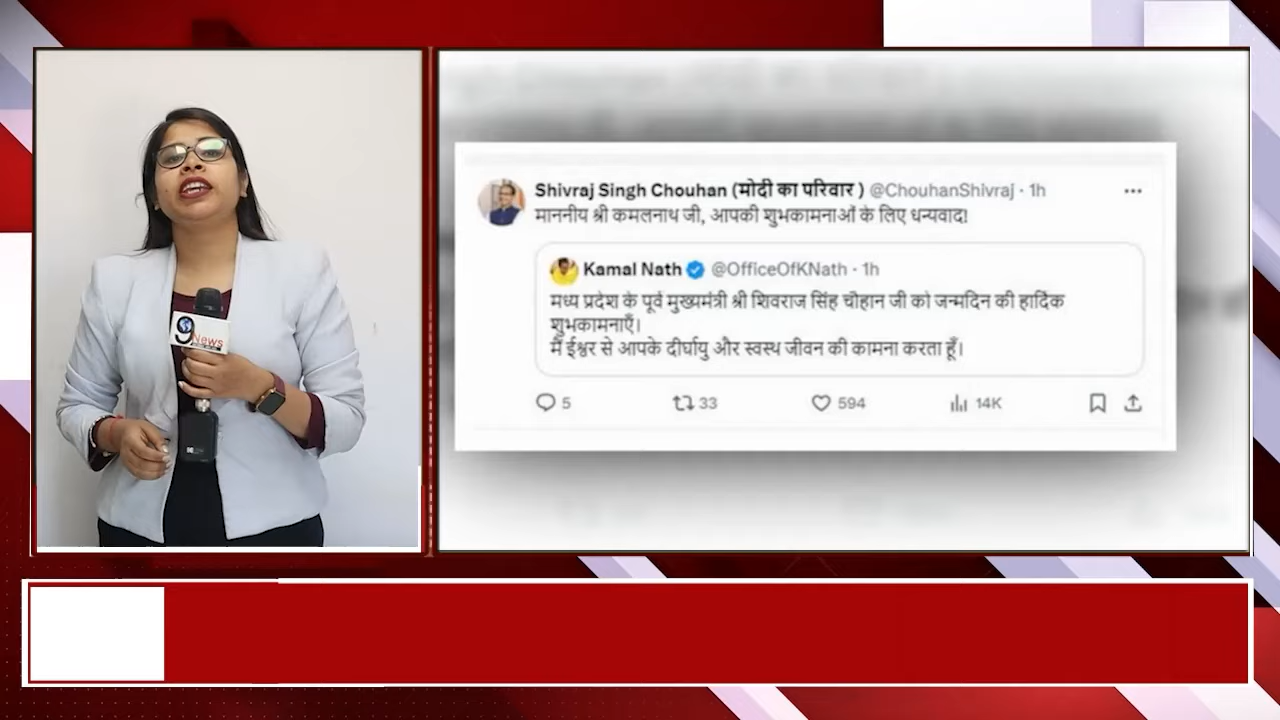 9
News
Shivraj Singh Chouhan (मोदी का परिवार ) @ChouhanShivraj · 1h
माननीय श्री कमलनाथ जी, आपकी शुभकामनाओं के लिए धन्यवाद!
Kamal Nath @OfficeOfKNath · 1h
मध्य प्रदेश के पूर्व मुख्यमंत्री श्री शिवराज सिंह चौहान जी को जन्मदिन की हार्दिक
शुभकामनाएँ।
मैं ईश्वर से आपके दीर्घायु और स्वस्थ जीवन की कामना करता हूँ।
5 33 594 14K